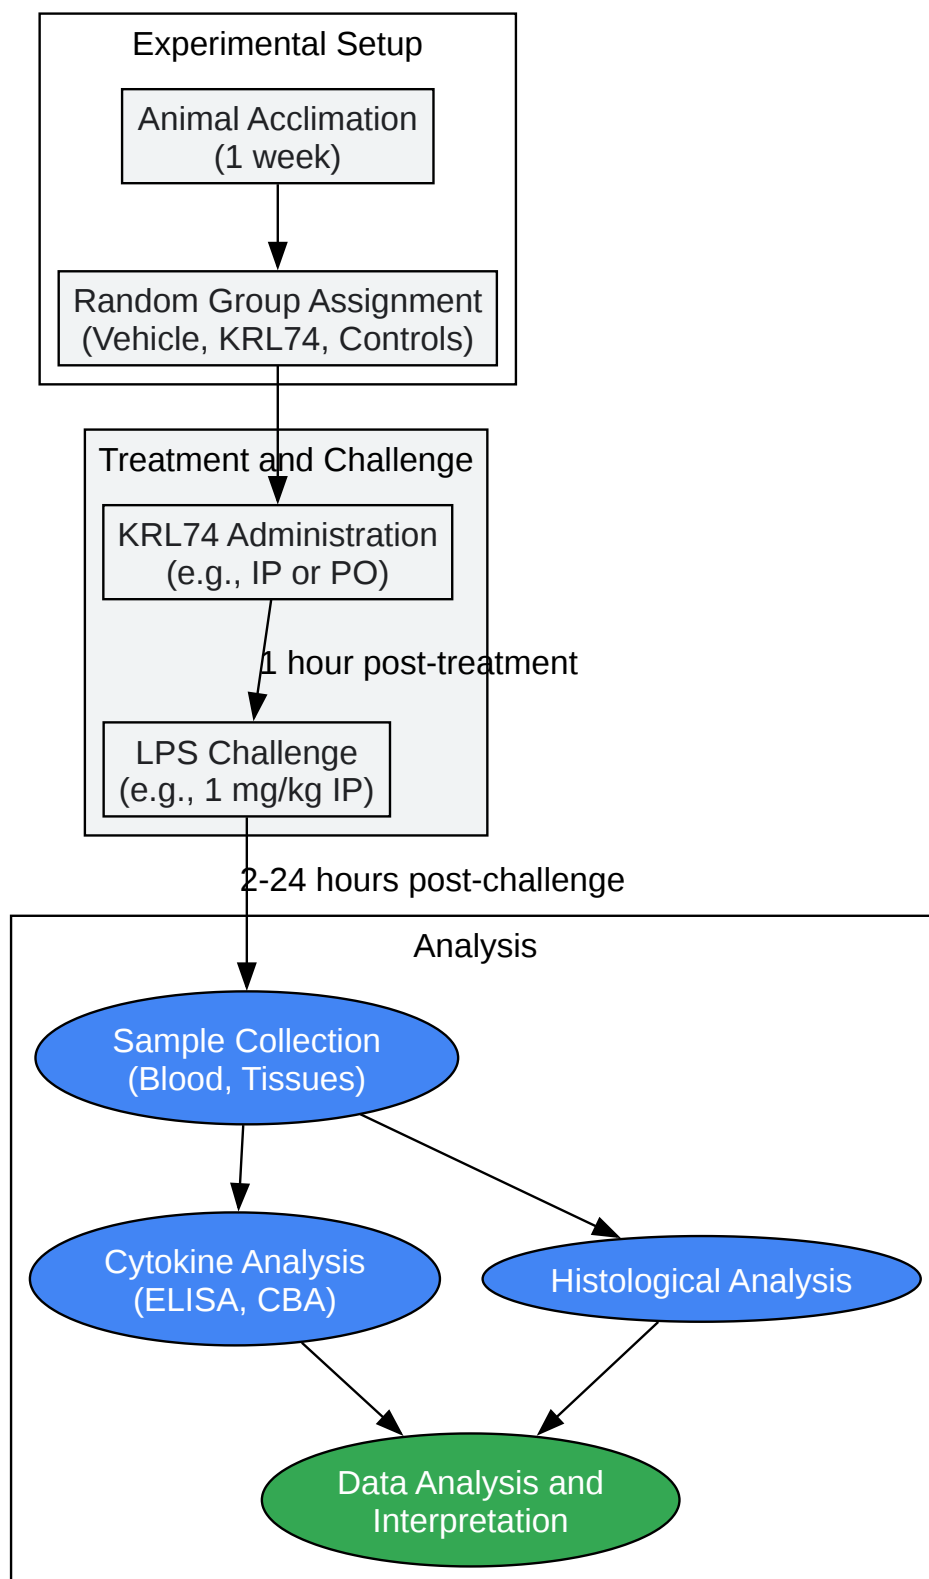 Experimental Setup
Animal Acclimation
(1 week)
Random Group Assignment
(Vehicle, KRL74, Controls)
Treatment and Challenge
KRL74 Administration
(e.g., IP or PO)
1 hour post-treatment
LPS Challenge
(e.g., 1 mg/kg IP)
2-24 hours post-challenge
Analysis
Sample Collection
(Blood, Tissues)
Cytokine Analysis
(ELISA, CBA)
Histological Analysis
Data Analysis and
Interpretation